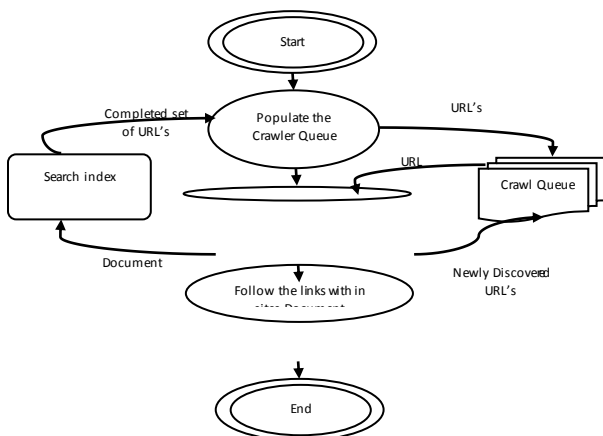 Start
Completed set
of URL's
Populate the
Crawler Queue
URL's
URL
Search index
Crawl Queue
Document
Newly Discovered
URL's
Follow the links with in
Document
End